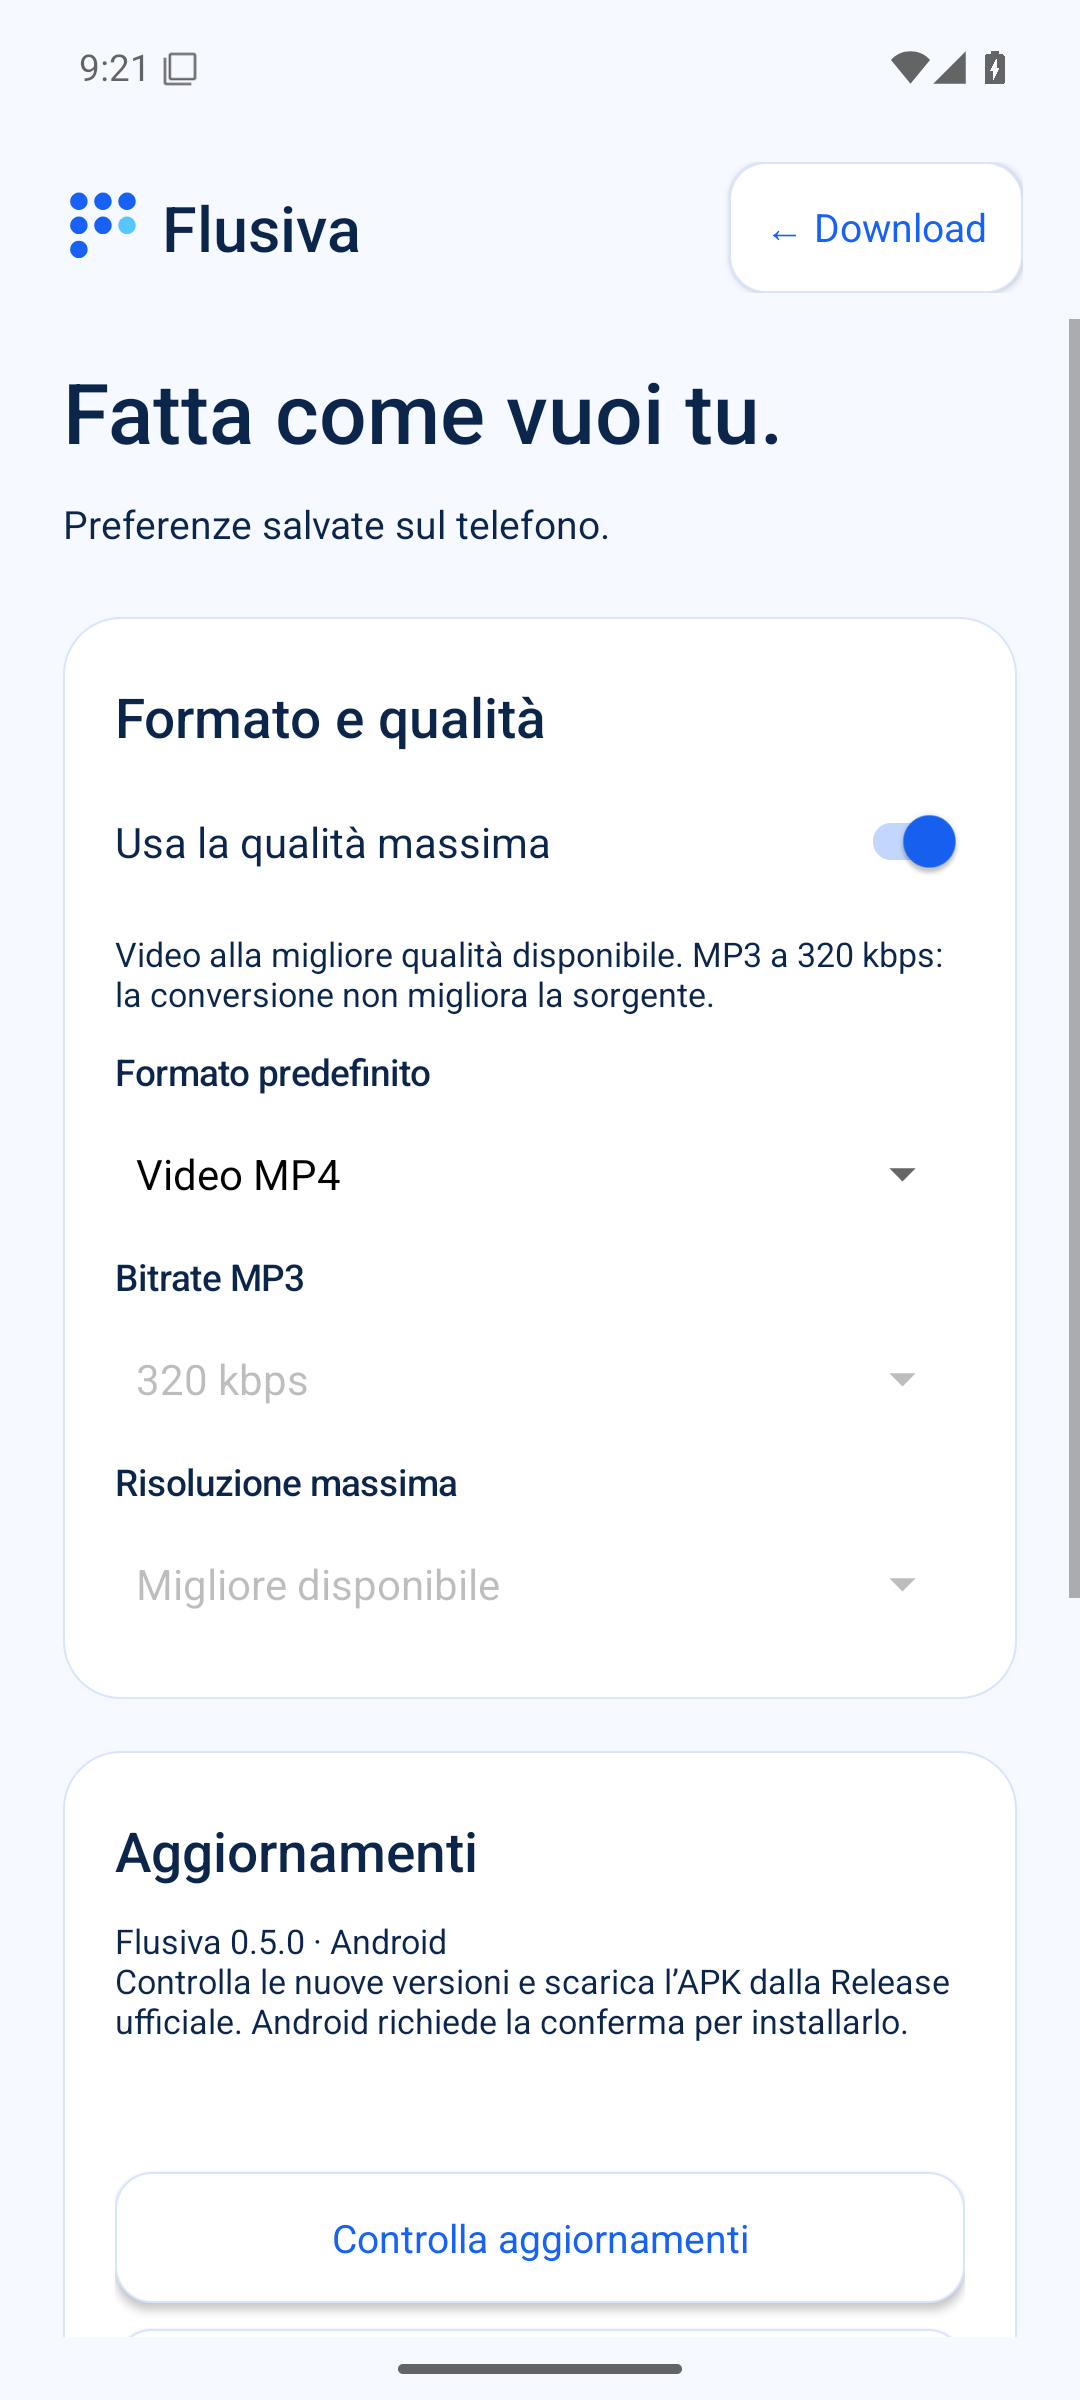 9:21
Flusiva
← Download
Fatta come vuoi tu.
Preferenze salvate sul telefono.
Formato e qualità
Usa la qualità massima
Video alla migliore qualità disponibile. MP3 a 320 kbps:
la conversione non migliora la sorgente.
Formato predefinito
Video MP4
Bitrate MP3
320 kbps
Risoluzione massima
Migliore disponibile
Aggiornamenti
Flusiva 0.5.0 · Android
Controlla le nuove versioni e scarica l’APK dalla Release
ufficiale. Android richiede la conferma per installarlo.
Controlla aggiornamenti